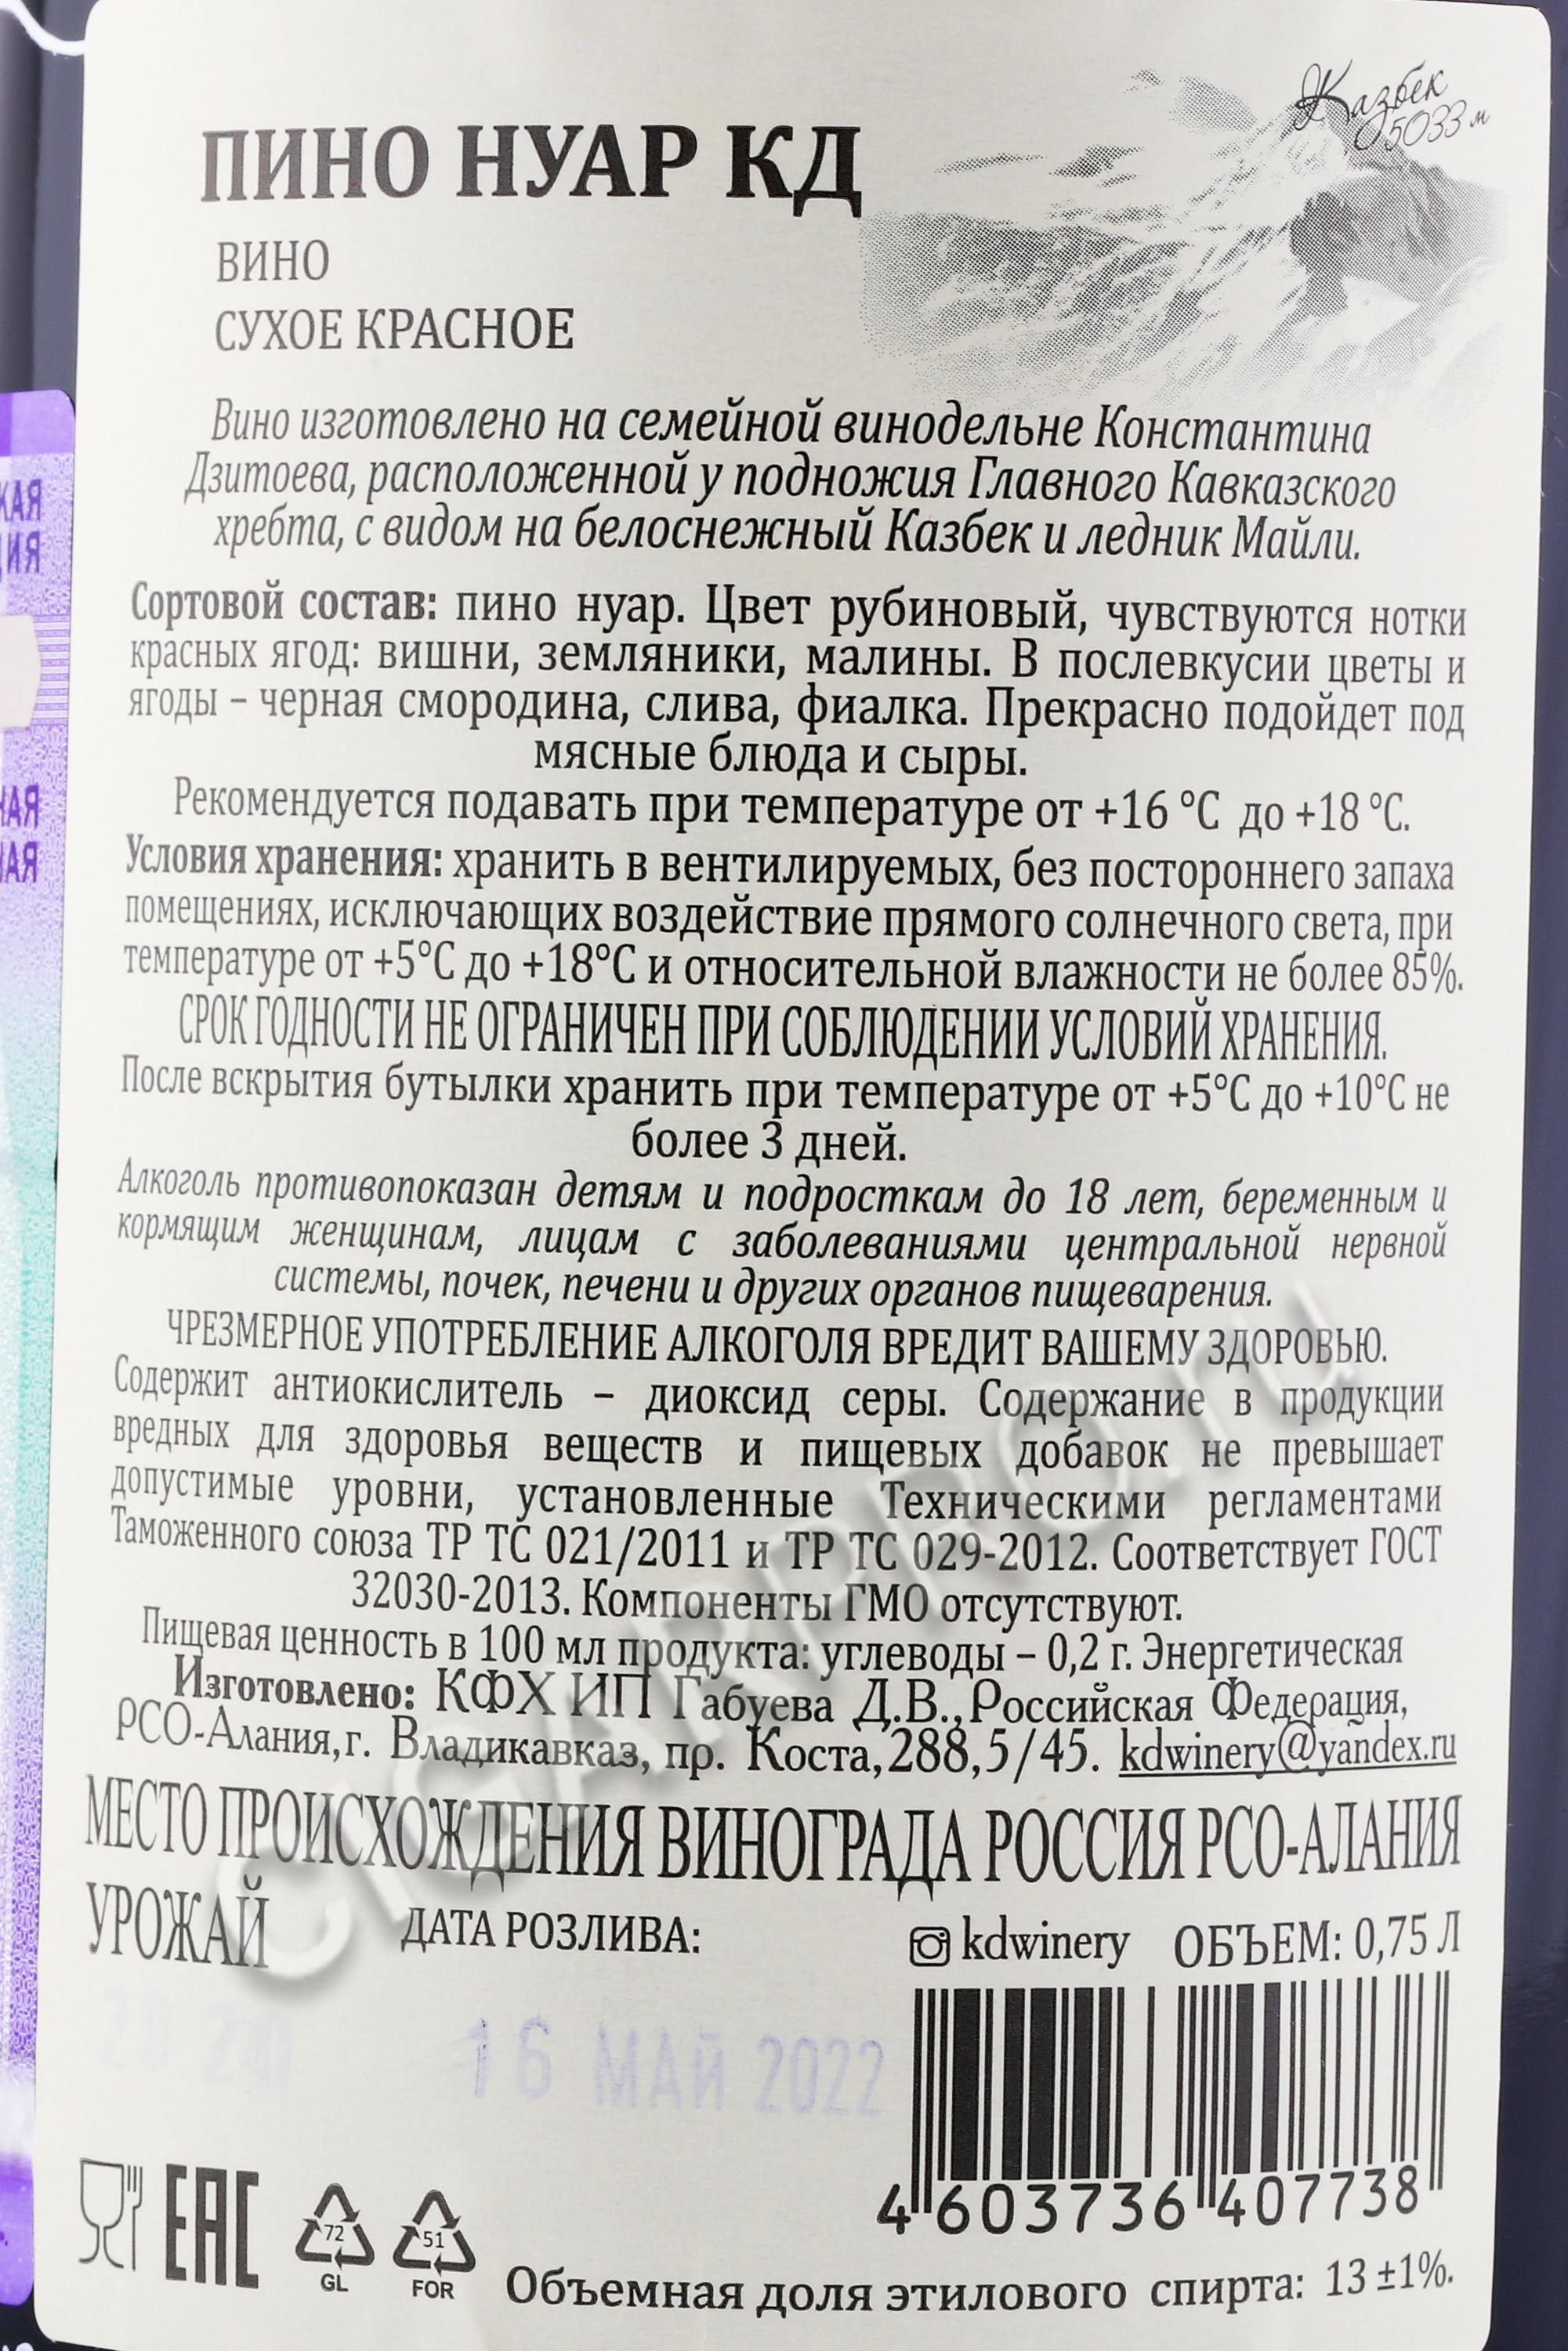 Казбек
5033 м
ПИНО НУАР КД
ВИНО
СУХОЕ КРАСНОЕ
Вино изготовлено на семейной винодельне Константина
Дзитоева, расположенной у подножия Главного Кавказского
хребта, с видом на белоснежный Казбек и ледник Майли.
Сортовой состав: пино нуар. Цвет рубиновый, чувствуются нотки
красных ягод: вишни, земляники, малины. В послевкусии цветы и
ягоды – черная смородина, слива, фиалка. Прекрасно подойдет под
мясные блюда и сыры.
Рекомендуется подавать при температуре от +16 °С до +18 °С.
Условия хранения: хранить в вентилируемых, без постороннего запаха
помещениях, исключающих воздействие прямого солнечного света, при
температуре от +5°С до +18°С и относительной влажности не более 85%.
СРОК ГОДНОСТИ НЕ ОГРАНИЧЕН ПРИ СОБЛЮДЕНИИ УСЛОВИЙ ХРАНЕНИЯ.
После вскрытия бутылки хранить при температуре от +5°С до +10°С не
более 3 дней.
Алкоголь противопоказан детям и подросткам до 18 лет, беременным и
кормящим женщинам, лицам с заболеваниями центральной нервной
системы, почек, печени и других органов пищеварения.
ЧРЕЗМЕРНОЕ УПОТРЕБЛЕНИЕ АЛКОГОЛЯ ВРЕДИТ ВАШЕМУ ЗДОРОВЬЮ.
Содержит антиокислитель – диоксид серы. Содержание в продукции
вредных для здоровья веществ и пищевых добавок не превышает
допустимые уровни, установленные Техническими регламентами
Таможенного союза ТР ТС 021/2011 и ТР ТС 029-2012. Соответствует ГОСТ
32030-2013. Компоненты ГМО отсутствуют.
Пищевая ценность в 100 мл продукта: углеводы – 0,2 г. Энергетическая
Изготовлено: КФХ ИП Габуева Д.В., Российская Федерация,
РСО-Алания, г. Владикавказ, пр. Коста, 288, 5/45. kdwinery@yandex.ru
МЕСТО ПРОИСХОЖДЕНИЯ ВИНОГРАДА РОССИЯ РСО-АЛАНИЯ
УРОЖАЙ ДАТА РОЗЛИВА: kdwinery ОБЪЕМ: 0,75 Л
2020 16 МАЙ 2022
4 603736 407738
EAC
72
GL
51
FOR
Объемная доля этилового спирта: 13 ±1%.
CIGARPRO.ru